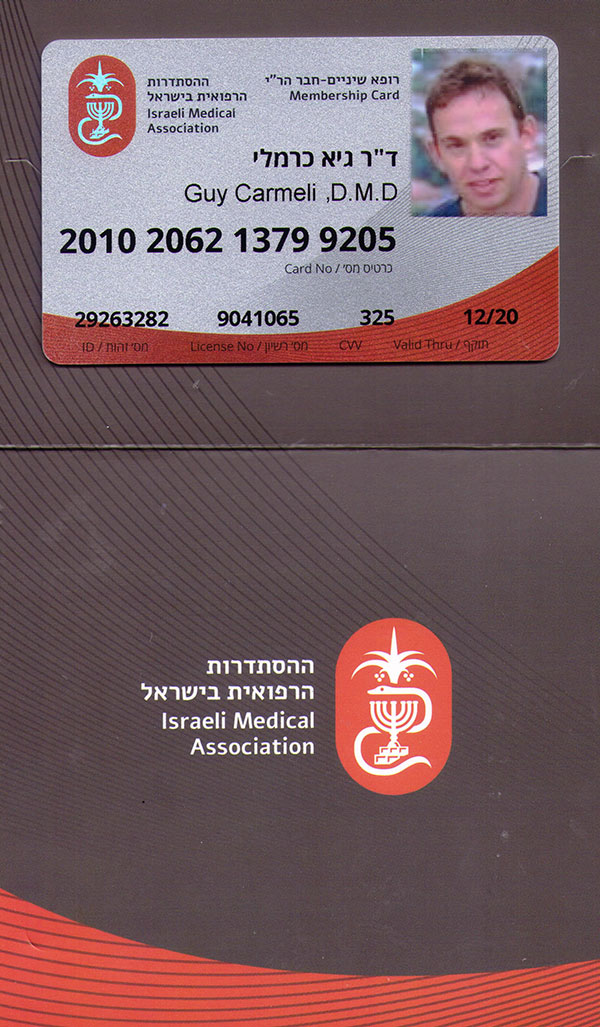 ההסתדרות
הרפואית בישראל
Israeli Medical
Association
רופא שיניים-חבר הר"י
Membership Card
ד"ר גיא כרמלי
Guy Carmeli ,D.M.D
2010 2062 1379 9205
Card No / כרטיס מס'
29263282 9041065 325 12/20
ID / מס' זהות License No / מס' רשיון CVV Valid Thru / תוקף
ההסתדרות
הרפואית בישראל
Israeli Medical
Association